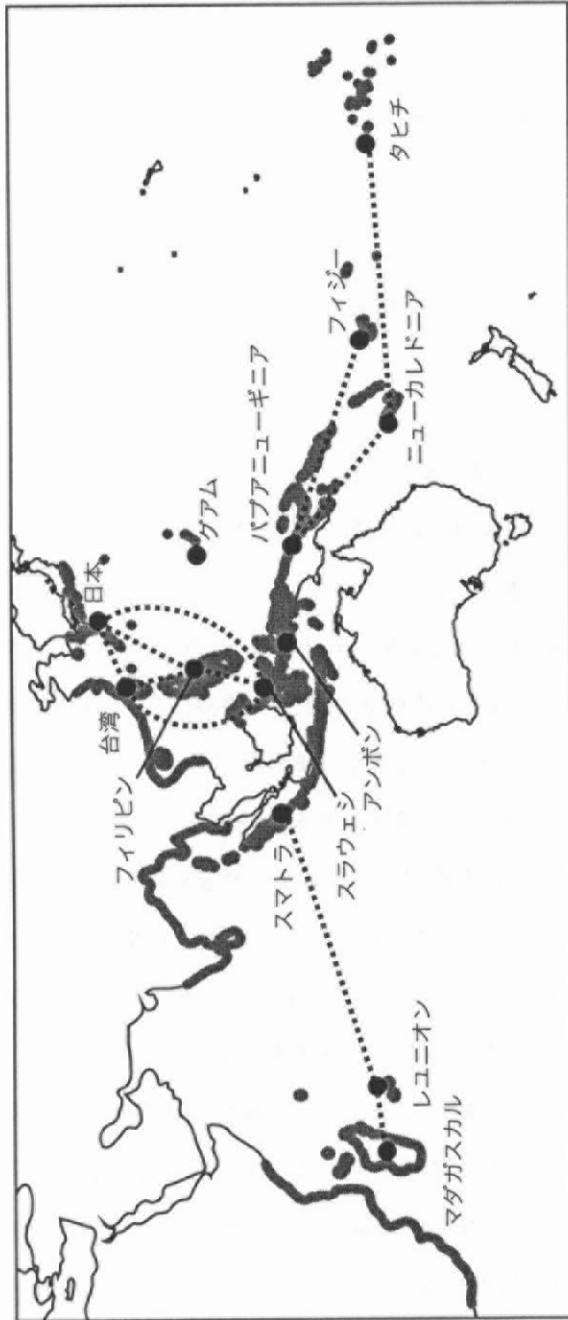 マダガスカル
レユニオン
スマトラ
スラウェシ
アンボン
フィリピン
台湾
日本
グアム
パプアニューギニア
ニューカレドニア
フィジー
タヒチ